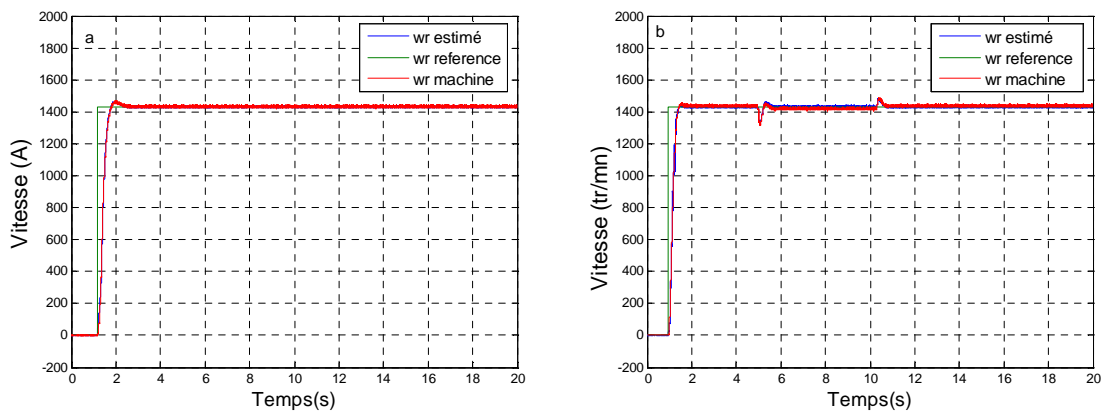 a
wr estimé
wr reference
wr machine
2000
1800
1600
1400
1200
1000
800
600
400
200
0
-200
0 2 4 6 8 10 12 14 16 18 20
Vitesse (A)
Temps(s)
b
wr estimé
wr reference
wr machine
2000
1800
1600
1400
1200
1000
800
600
400
200
0
-200
0 2 4 6 8 10 12 14 16 18 20
Vitesse (tr/mn)
Temps(s)